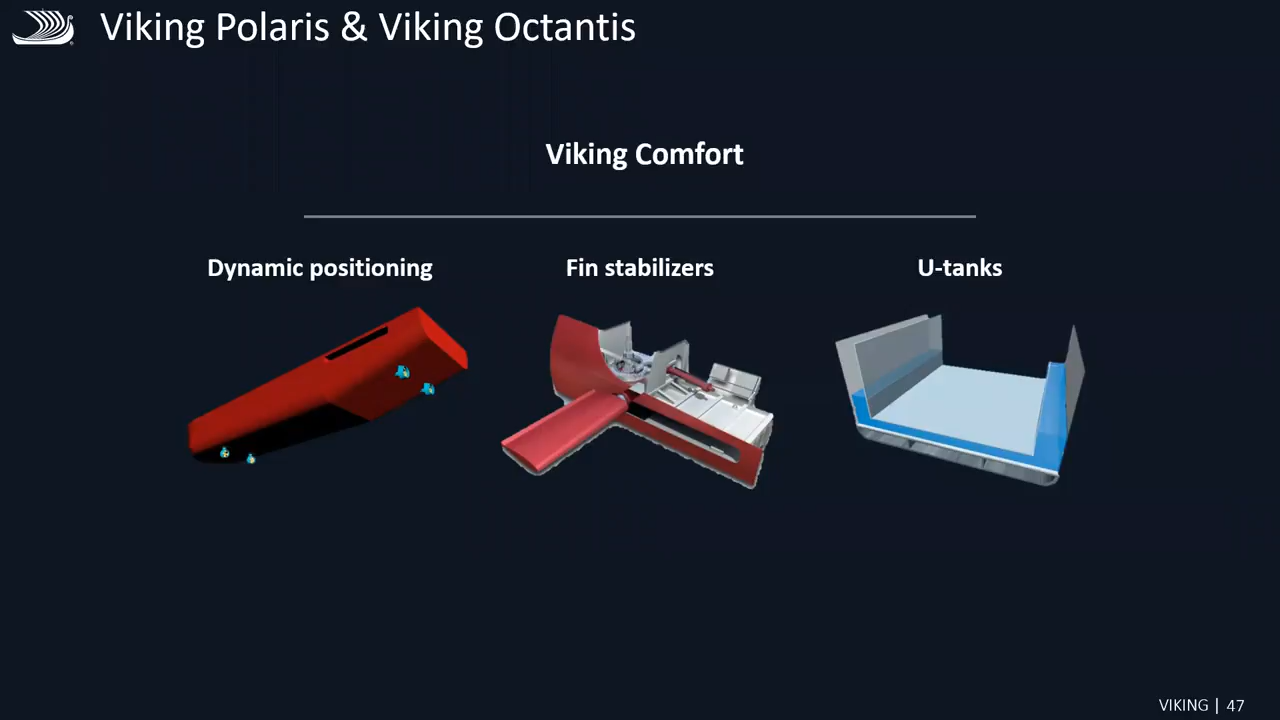 Viking Polaris & Viking Octantis
Viking Comfort
Dynamic positioning
Fin stabilizers
U-tanks
VIKING | 47